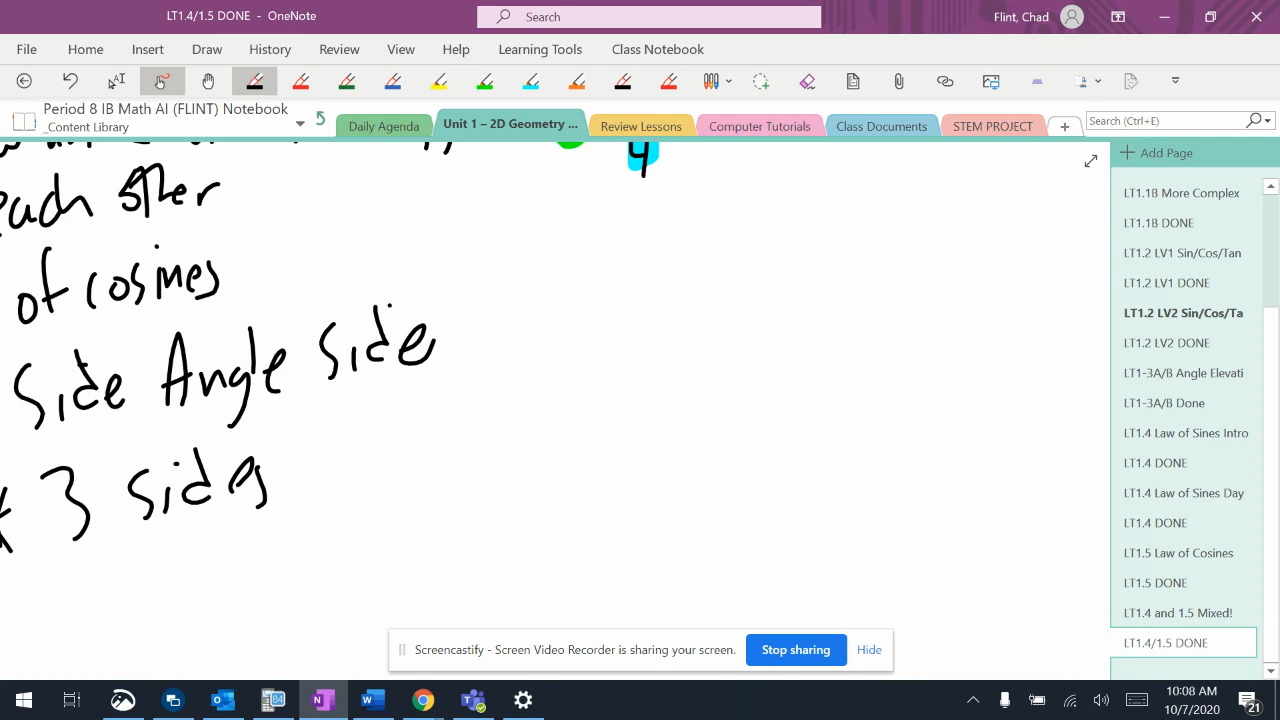 LT1.4/1.5 DONE - OneNote
Search
Flint, Chad
File Home Insert Draw History Review View Help Learning Tools Class Notebook
Period 8 IB Math AI (FLINT) Notebook
_Content Library
Daily Agenda
Unit 1 – 2D Geometry ...
Review Lessons
Computer Tutorials
Class Documents
STEM PROJECT
Search (Ctrl+E)
Add Page
LT1.1B More Complex
LT1.1B DONE
LT1.2 LV1 Sin/Cos/Tan
LT1.2 LV1 DONE
LT1.2 LV2 Sin/Cos/Ta
LT1.2 LV2 DONE
LT1-3A/B Angle Elevati
LT1-3A/B Done
LT1.4 Law of Sines Intro
LT1.4 DONE
LT1.4 Law of Sines Day
LT1.4 DONE
LT1.5 Law of Cosines
LT1.5 DONE
LT1.4 and 1.5 Mixed!
LT1.4/1.5 DONE
4
each other
of cosines
Side Angle side
3 sides
Screencastify - Screen Video Recorder is sharing your screen.
Stop sharing
Hide
10:08 AM
10/7/2020
21